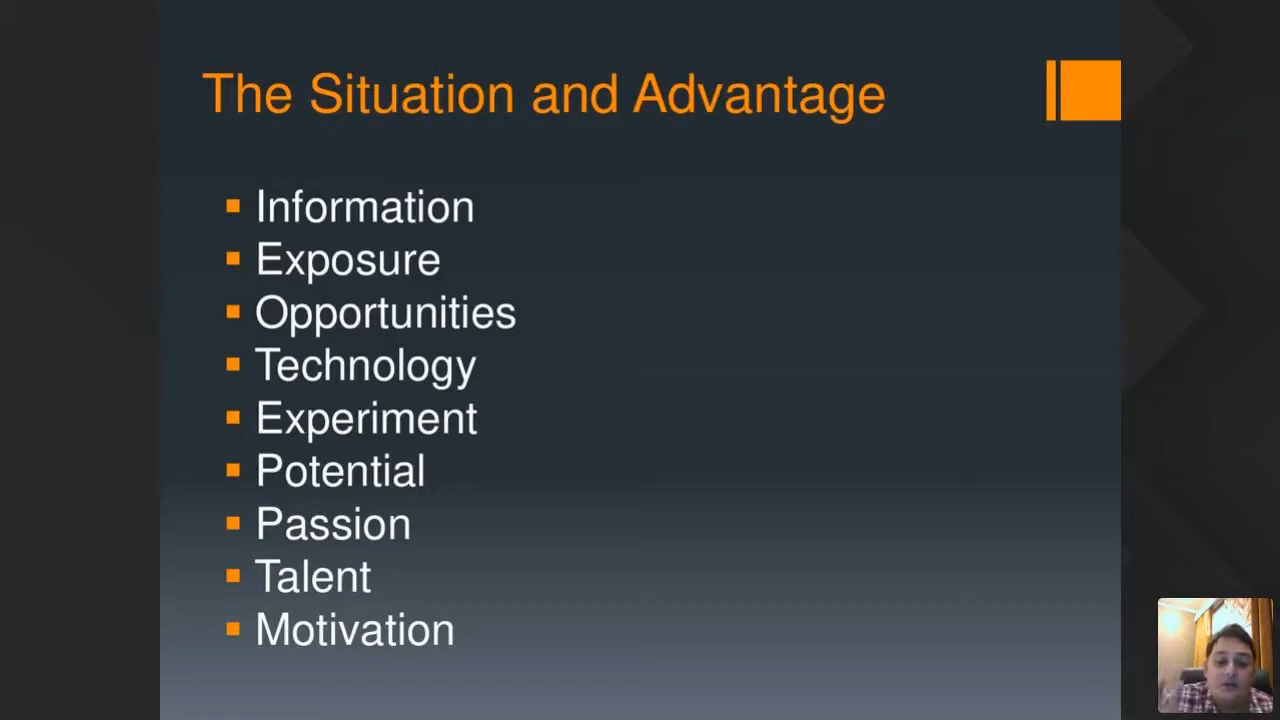 The Situation and Advantage
Information
Exposure
Opportunities
Technology
Experiment
Potential
Passion
Talent
Motivation